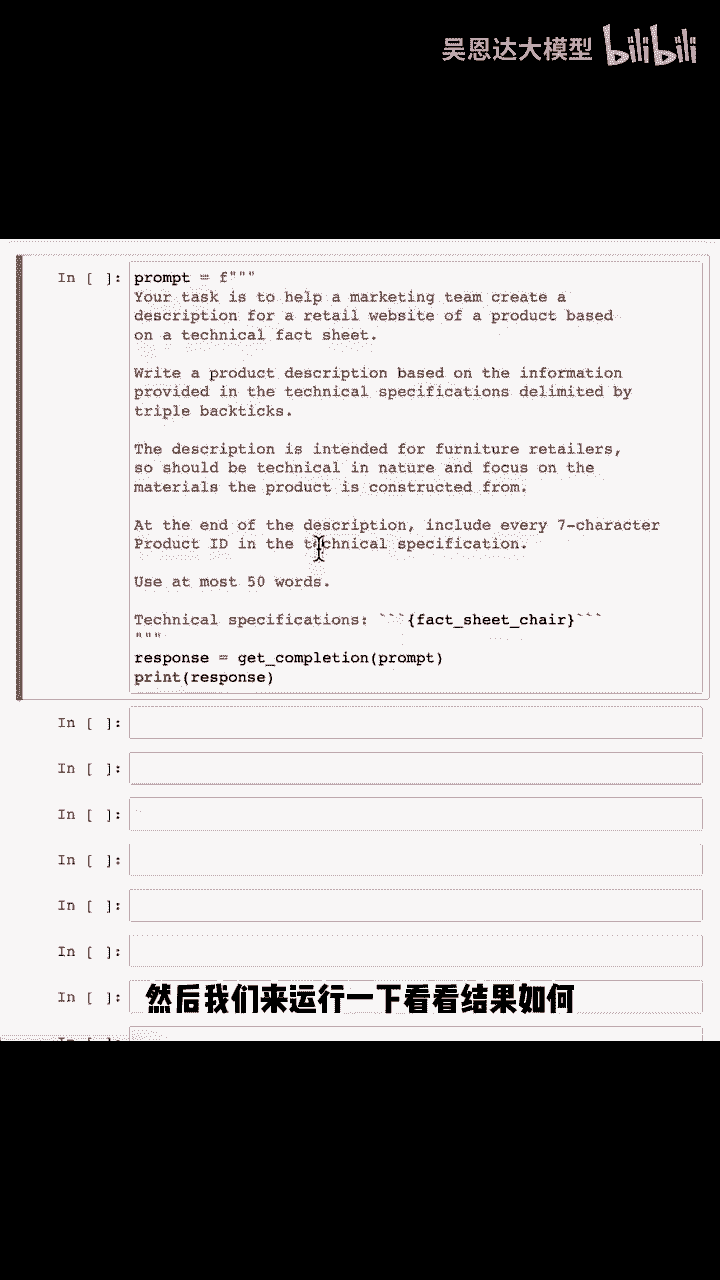 吴恩达大模型 bilibili
In [ ]: prompt = f"""
Your task is to help a marketing team create a
description for a retail website of a product based
on a technical fact sheet.
Write a product description based on the information
provided in the technical specifications delimited by
triple backticks.
The description is intended for furniture retailers,
so should be technical in nature and focus on the
materials the product is constructed from.
At the end of the description, include every 7-character
Product ID in the technical specification.
Use at most 50 words.
Technical specifications: ```{fact_sheet_chair}```
"""
response = get_completion(prompt)
print(response)
In [ ]:
In [ ]:
In [ ]:
In [ ]:
In [ ]:
In [ ]:
In [ ]:
然后我们来运行一下看看结果如何